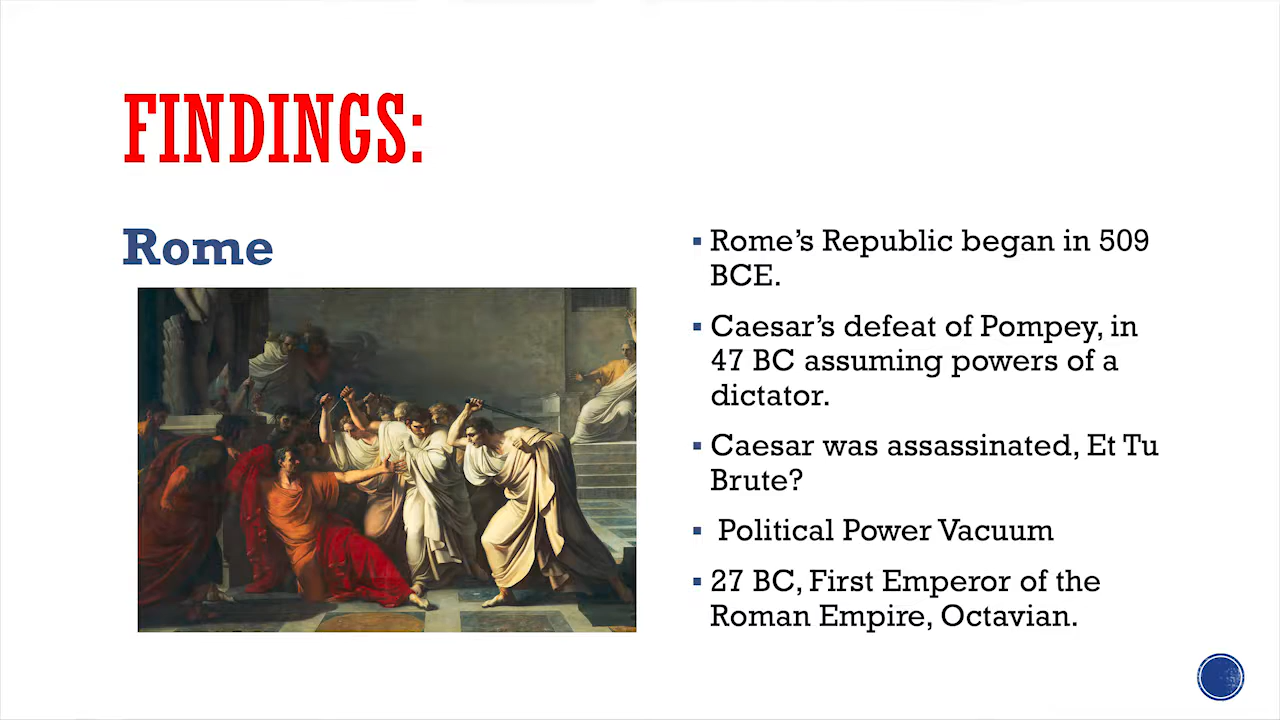 FINDINGS:
Rome
▪ Rome’s Republic began in 509
BCE.
▪ Caesar’s defeat of Pompey, in
47 BC assuming powers of a
dictator.
▪ Caesar was assassinated, Et Tu
Brute?
▪ Political Power Vacuum
▪ 27 BC, First Emperor of the
Roman Empire, Octavian.